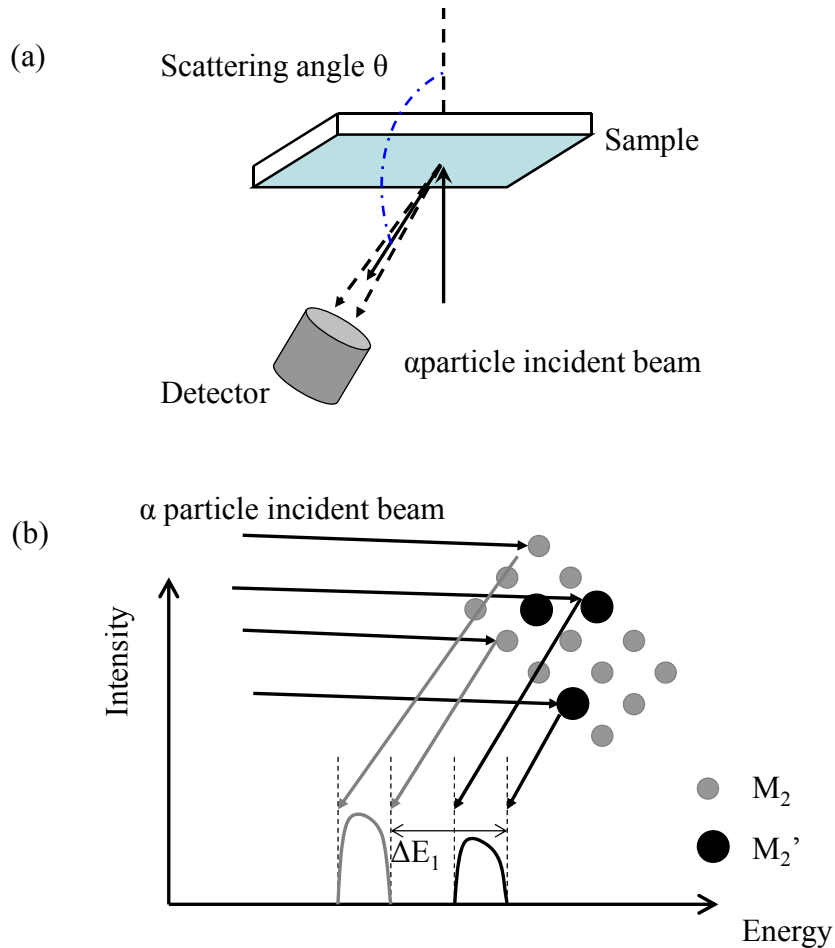 (a)
Scattering angle θ
Sample
αparticle incident beam
Detector
α particle incident beam
(b)
Intensity
ΔE₁
M₂
M₂’
Energy